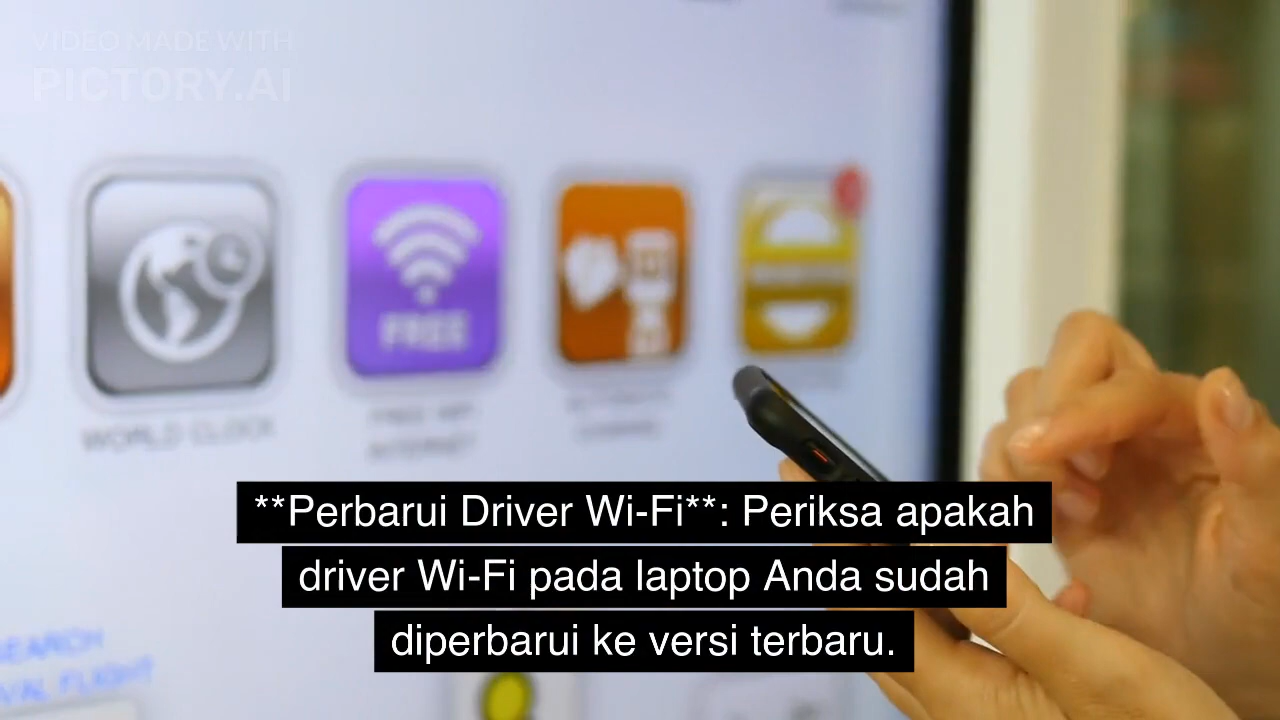 VIDEO MADE WITH
PICTORY.AI
FREE
WORLD CLOCK
**Perbarui Driver Wi-Fi**: Periksa apakah
driver Wi-Fi pada laptop Anda sudah
diperbarui ke versi terbaru.